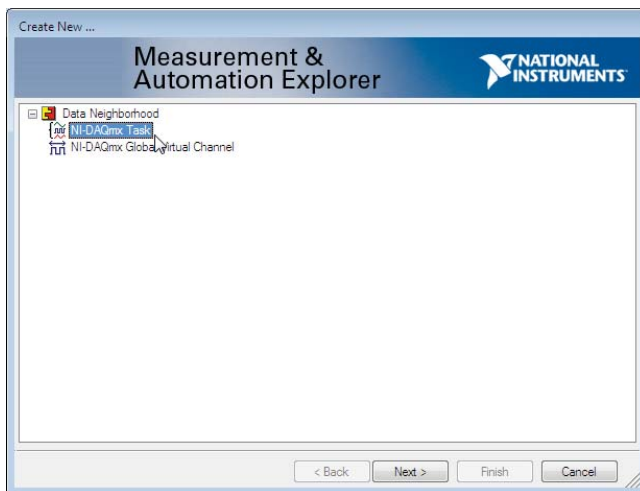 Create New ...
Measurement &
Automation Explorer
NATIONAL
INSTRUMENTS
Data Neighborhood
NI-DAQmx Task
NI-DAQmx Global Virtual Channel
< Back
Next >
Finish
Cancel